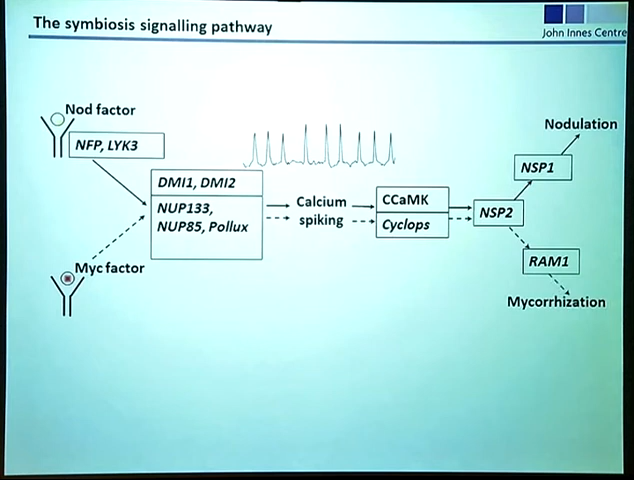 The symbiosis signalling pathway
John Innes Centre
Nod factor
NFP, LYK3
Nodulation
NSP1
DMI1, DMI2
NUP133,
NUP85, Pollux
Calcium
spiking
CCaMK
Cyclops
NSP2
RAM1
Myc factor
Mycorrhization